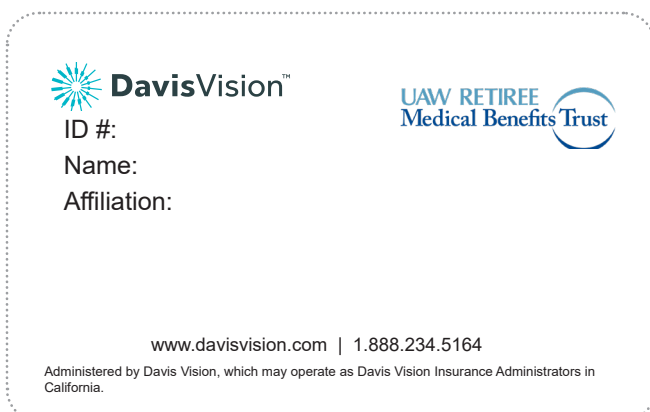 DavisVision™
UAW RETIREE
Medical Benefits Trust
ID #:
Name:
Affiliation:
www.davisvision.com | 1.888.234.5164
Administered by Davis Vision, which may operate as Davis Vision Insurance Administrators in
California.